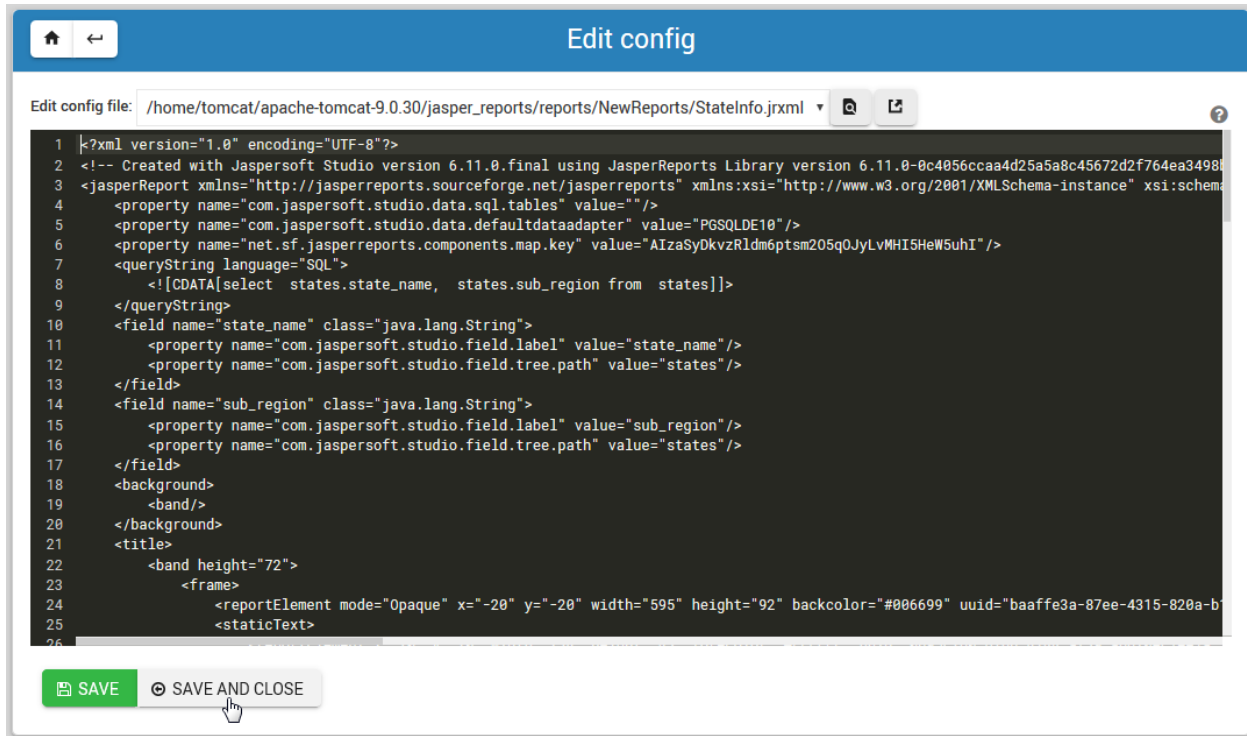 Edit config
Edit config file: /home/tomcat/apache-tomcat-9.0.30/jasper_reports/reports/NewReports/StateInfo.jrxml
1 <?xml version="1.0" encoding="UTF-8"?>
2 <!-- Created with Jaspersoft Studio version 6.11.0.final using JasperReports Library version 6.11.0-0c4056ccaa4d25a5a8c45672d2f764ea3498b
3 <jasperReport xmlns="http://jasperreports.sourceforge.net/jasperreports" xmlns:xsi="http://www.w3.org/2001/XMLSchema-instance" xsi:schema
4 <property name="com.jaspersoft.studio.data.sql.tables" value=""/>
5 <property name="com.jaspersoft.studio.data.defaultdataadapter" value="PGSQLDE10"/>
6 <property name="net.sf.jasperreports.components.map.key" value="AIzaSyDkvzRldm6ptsm2O5qOJyLvMHI5HeW5uhI"/>
7 <queryString language="SQL">
8 <![CDATA[select  states.state_name,  states.sub_region from  states]]>
9 </queryString>
10 <field name="state_name" class="java.lang.String">
11 <property name="com.jaspersoft.studio.field.label" value="state_name"/>
12 <property name="com.jaspersoft.studio.field.tree.path" value="states"/>
13 </field>
14 <field name="sub_region" class="java.lang.String">
15 <property name="com.jaspersoft.studio.field.label" value="sub_region"/>
16 <property name="com.jaspersoft.studio.field.tree.path" value="states"/>
17 </field>
18 <background>
19 <band/>
20 </background>
21 <title>
22 <band height="72">
23 <frame>
24 <reportElement mode="Opaque" x="-20" y="-20" width="595" height="92" backcolor="#006699" uuid="baaffe3a-87ee-4315-820a-b1
25 <staticText>
26
SAVE SAVE AND CLOSE